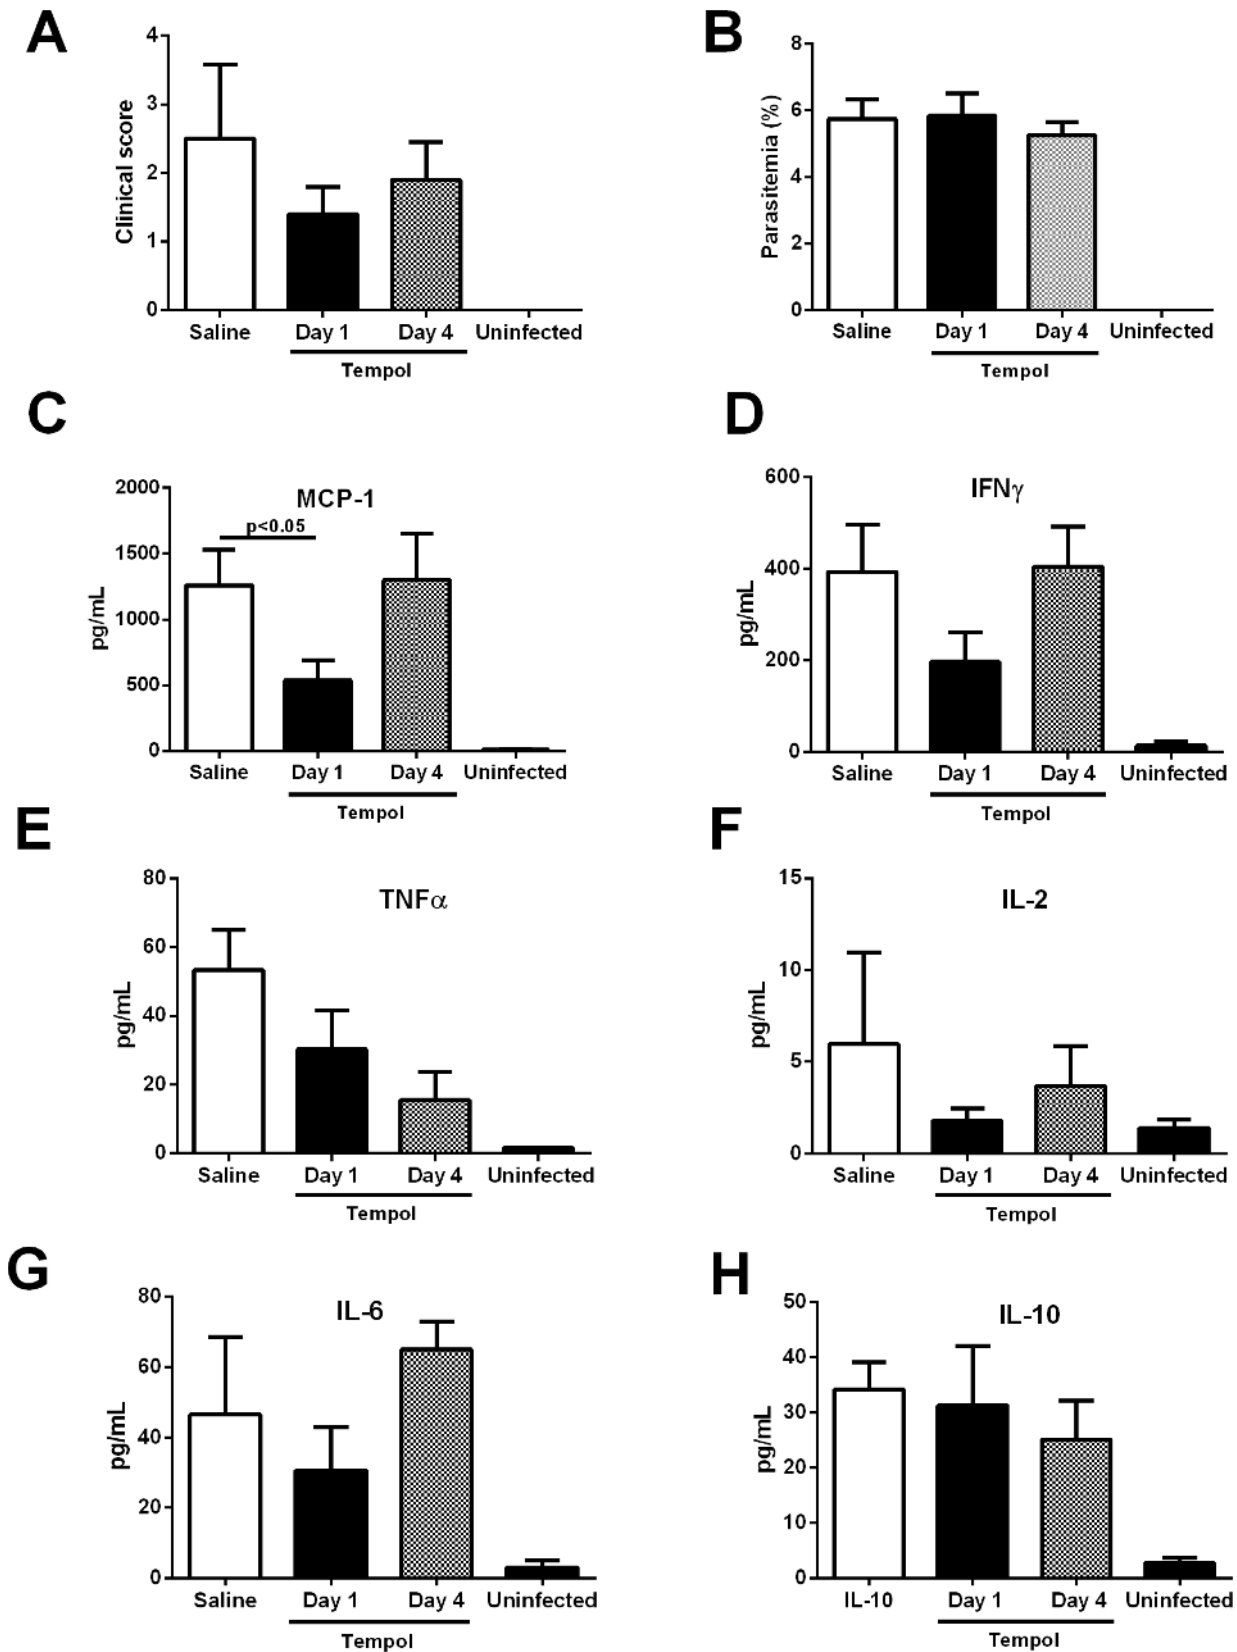 A
4
3
2
1
0
Clinical score
Saline
Day 1
Day 4
Uninfected
Tempol
B
8
6
4
2
0
Parasitemia (%)
Saline
Day 1
Day 4
Uninfected
Tempol
C
MCP-1
p<0.05
2000
1500
1000
500
0
pg/mL
Saline
Day 1
Day 4
Uninfected
Tempol
D
IFNγ
600
400
200
0
pg/mL
Saline
Day 1
Day 4
Uninfected
Tempol
E
TNFα
80
60
40
20
0
pg/mL
Saline
Day 1
Day 4
Uninfected
Tempol
F
IL-2
15
10
5
0
pg/mL
Saline
Day 1
Day 4
Uninfected
Tempol
G
IL-6
80
60
40
20
0
pg/mL
Saline
Day 1
Day 4
Uninfected
Tempol
H
IL-10
50
40
30
20
10
0
pg/mL
IL-10
Day 1
Day 4
Uninfected
Tempol